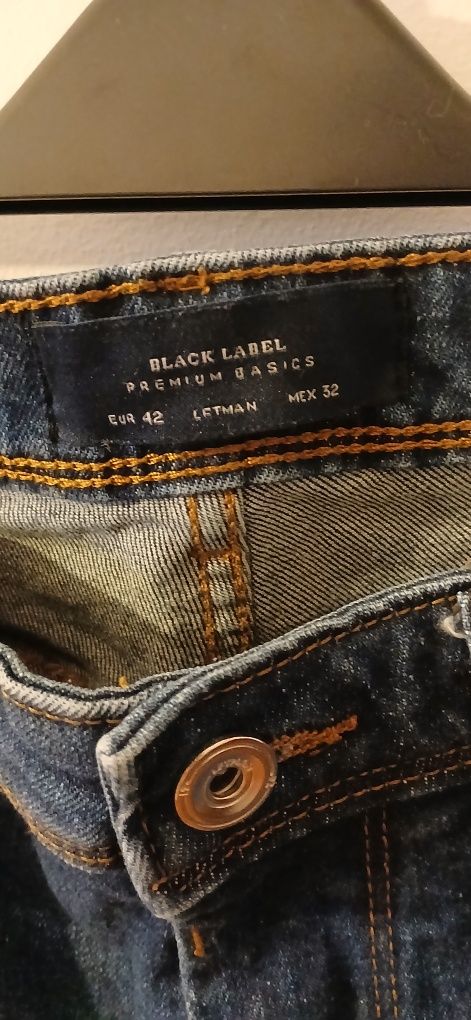 BLACK LABEL
PREMIUM BASICS
EUR 42 LFTMAN MEX 32